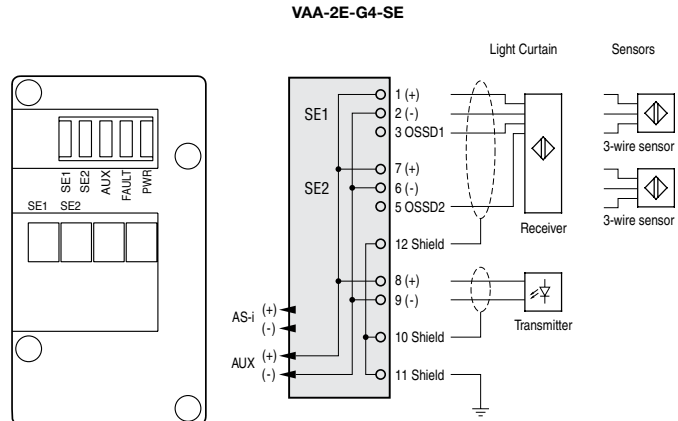 VAA-2E-G4-SE
Light Curtain
Sensors
SE1
SE2
AUX
FAULT
PWR
SE1 SE2
SE1
SE2
1 (+)
2 (-)
3 OSSD1
7 (+)
6 (-)
5 OSSD2
12 Shield
8 (+)
9 (-)
10 Shield
11 Shield
AS-i (+)
(-)
AUX (+)
(-)
Receiver
Transmitter
3-wire sensor
3-wire sensor